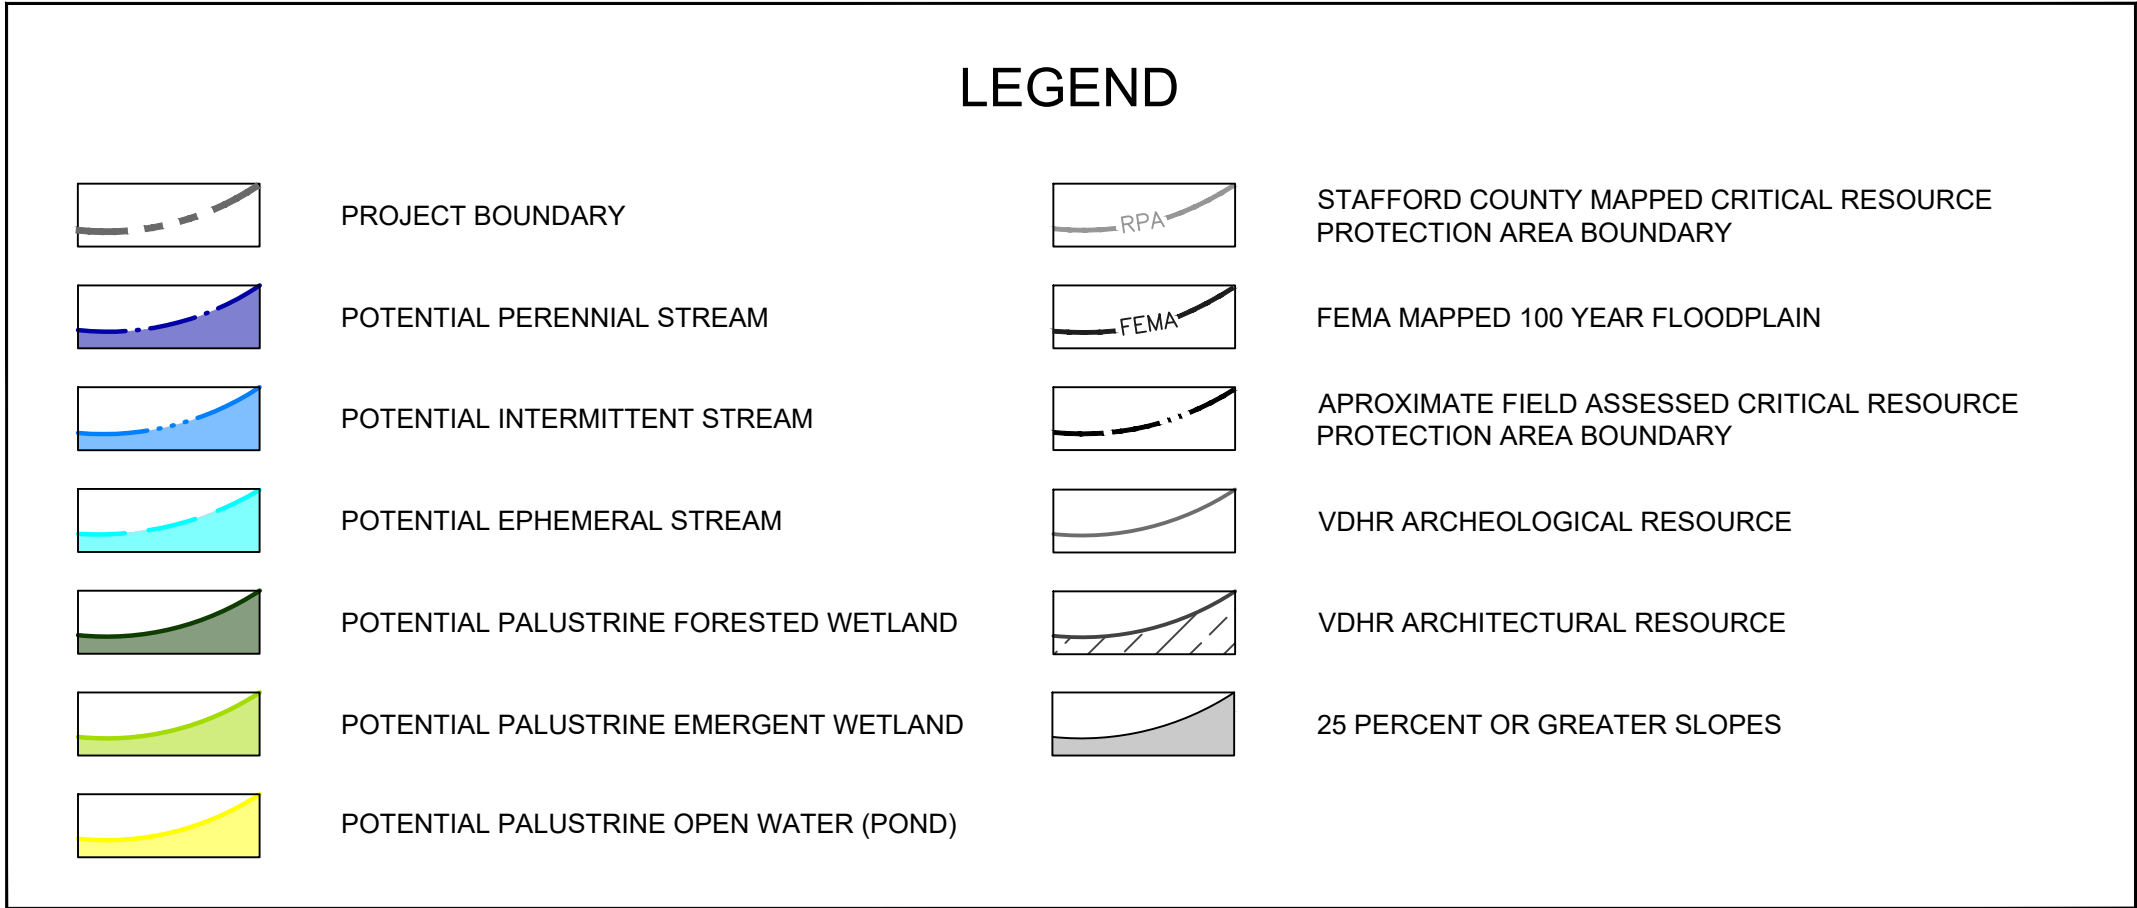 LEGEND
PROJECT BOUNDARY
POTENTIAL PERENNIAL STREAM
POTENTIAL INTERMITTENT STREAM
POTENTIAL EPHEMERAL STREAM
POTENTIAL PALUSTRINE FORESTED WETLAND
POTENTIAL PALUSTRINE EMERGENT WETLAND
POTENTIAL PALUSTRINE OPEN WATER (POND)
RPA
STAFFORD COUNTY MAPPED CRITICAL RESOURCE
PROTECTION AREA BOUNDARY
FEMA
FEMA MAPPED 100 YEAR FLOODPLAIN
APROXIMATE FIELD ASSESSED CRITICAL RESOURCE
PROTECTION AREA BOUNDARY
VDHR ARCHEOLOGICAL RESOURCE
VDHR ARCHITECTURAL RESOURCE
25 PERCENT OR GREATER SLOPES